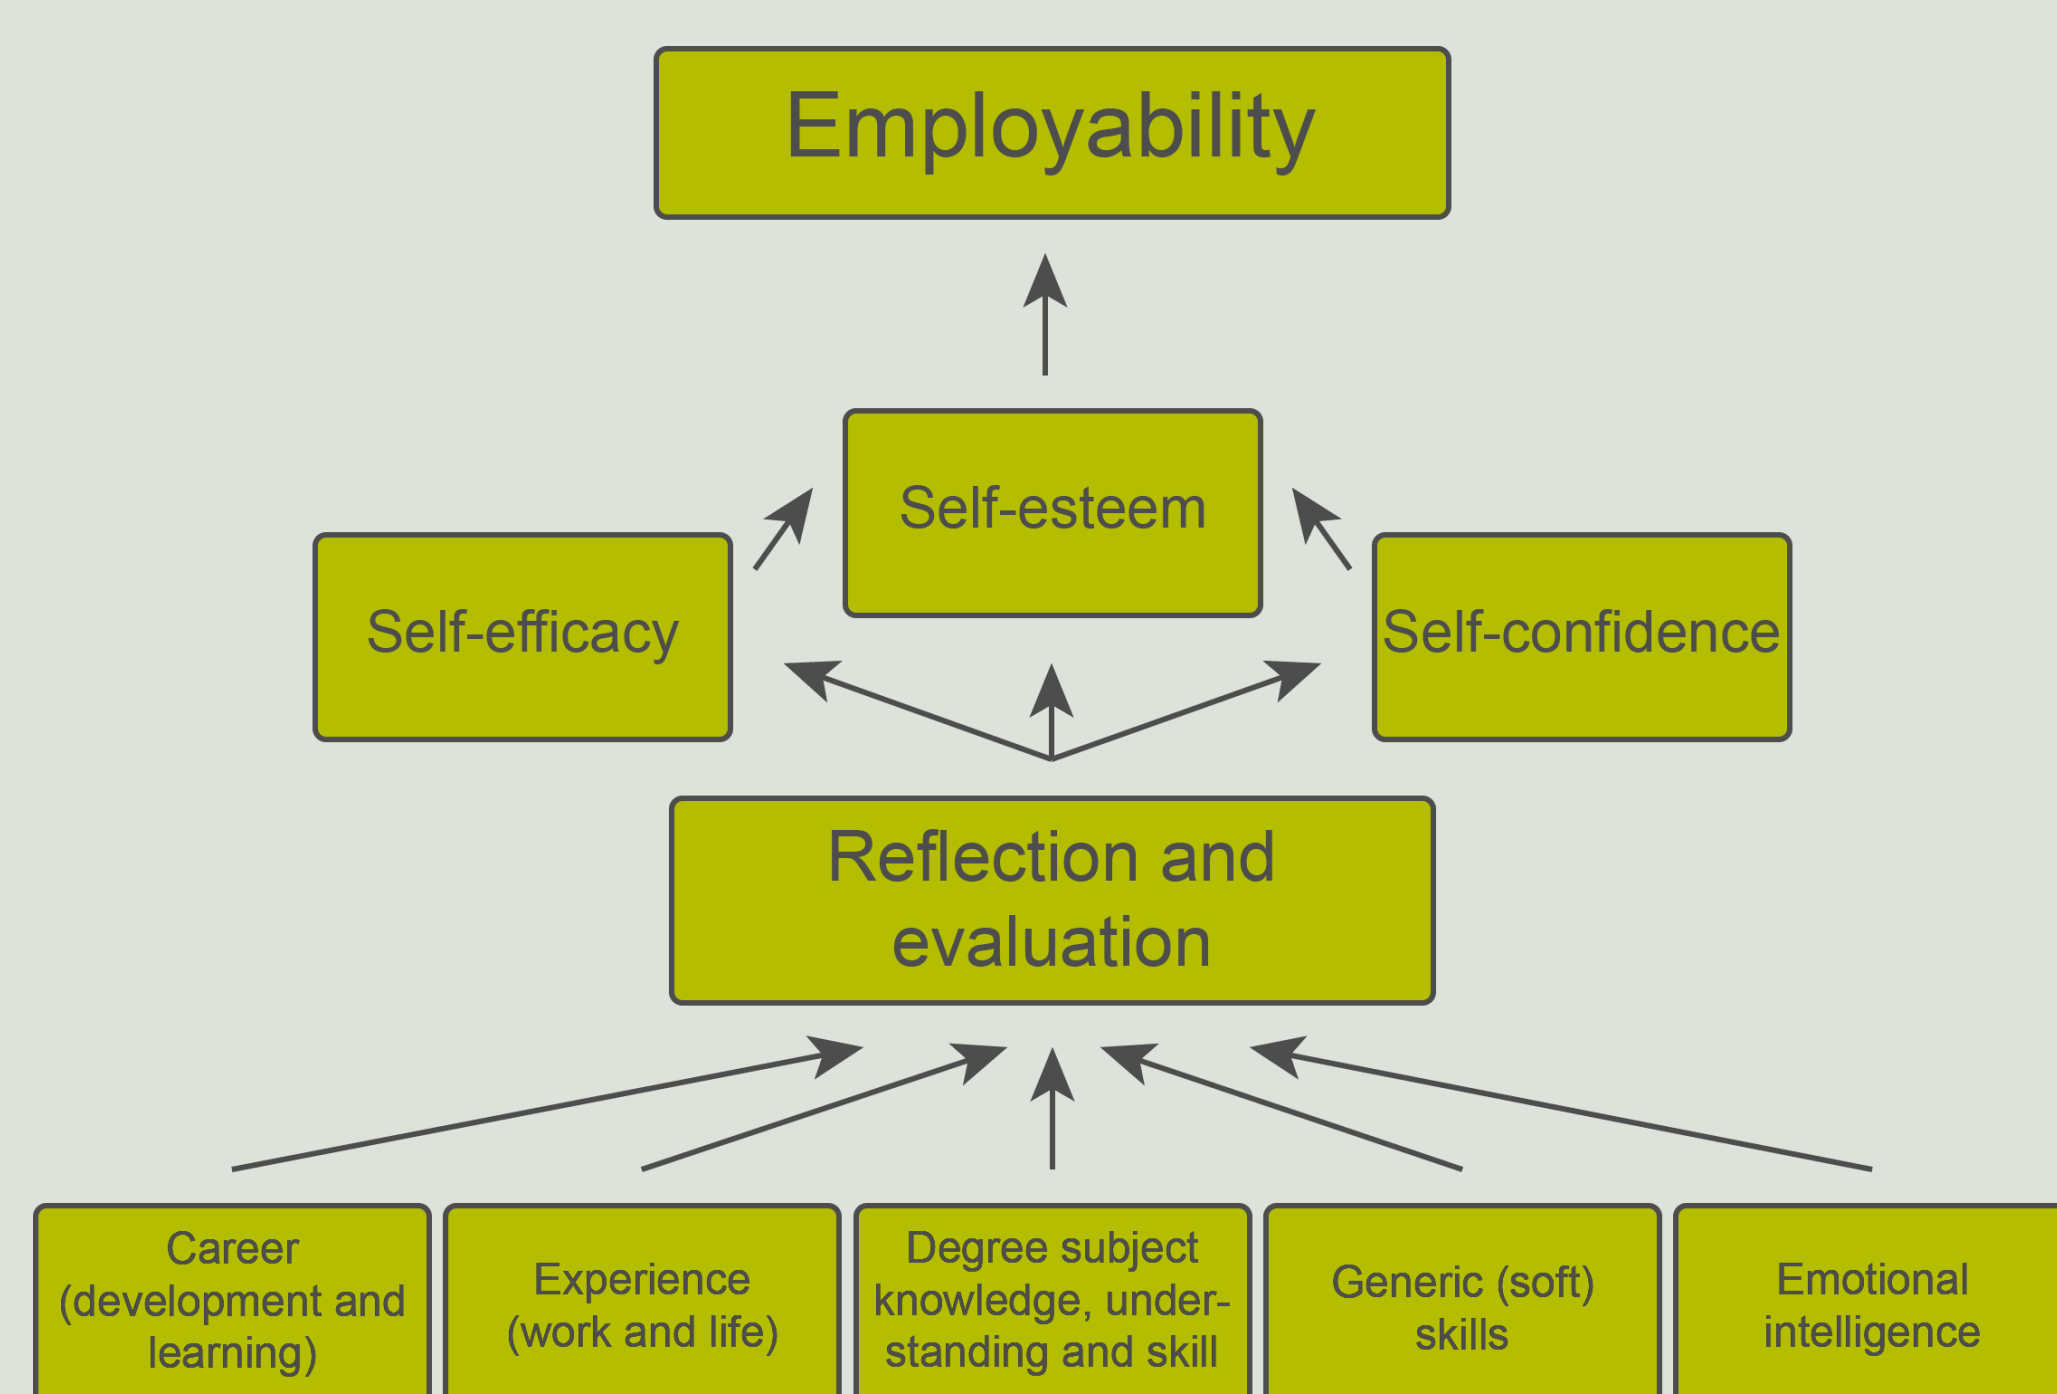 Employability
Self-esteem
Self-efficacy
Self-confidence
Reflection and
evaluation
Career
(development and
learning)
Experience
(work and life)
Degree subject
knowledge, under-
standing and skill
Generic (soft)
skills
Emotional
intelligence